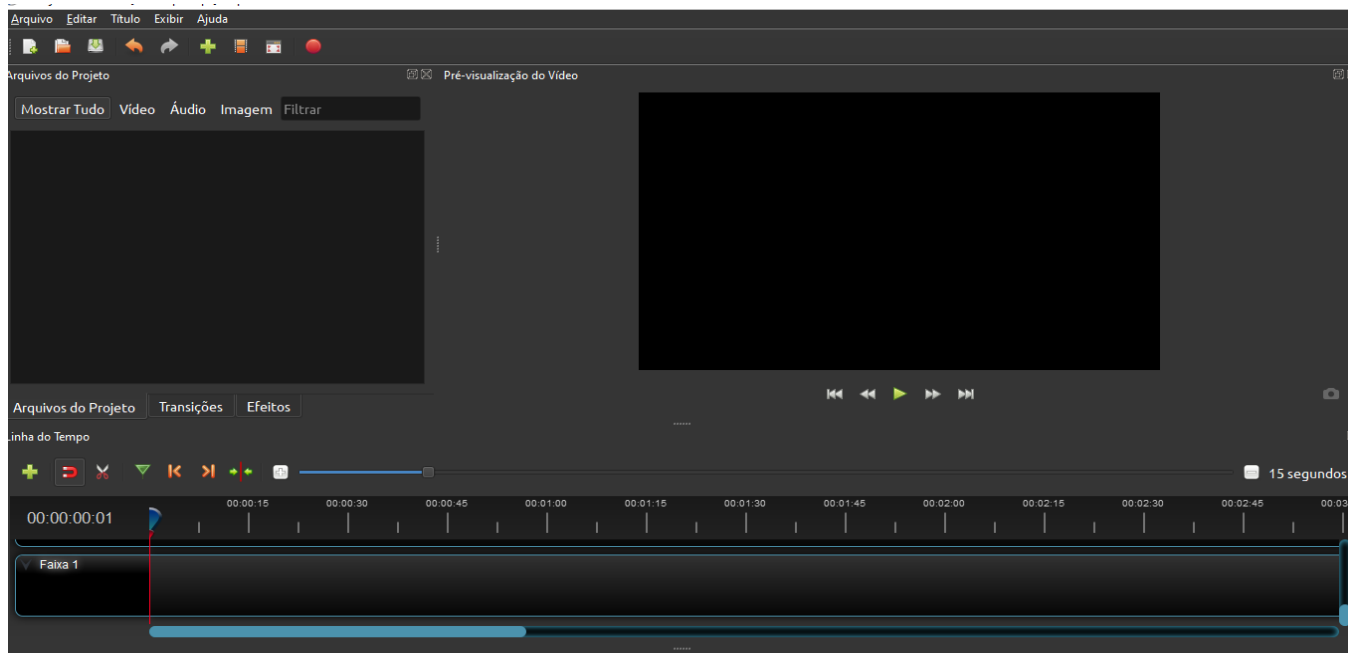 Arquivo Editar Título Exibir Ajuda
Arquivos do Projeto
Pré-visualização do Vídeo
Mostrar Tudo Vídeo Áudio Imagem Filtrar
Arquivos do Projeto Transições Efeitos
Linha do Tempo
15 segundos
00:00:00:01
00:00:15 00:00:30 00:00:45 00:01:00 00:01:15 00:01:30 00:01:45 00:02:00 00:02:15 00:02:30 00:02:45 00:03
Faixa 1